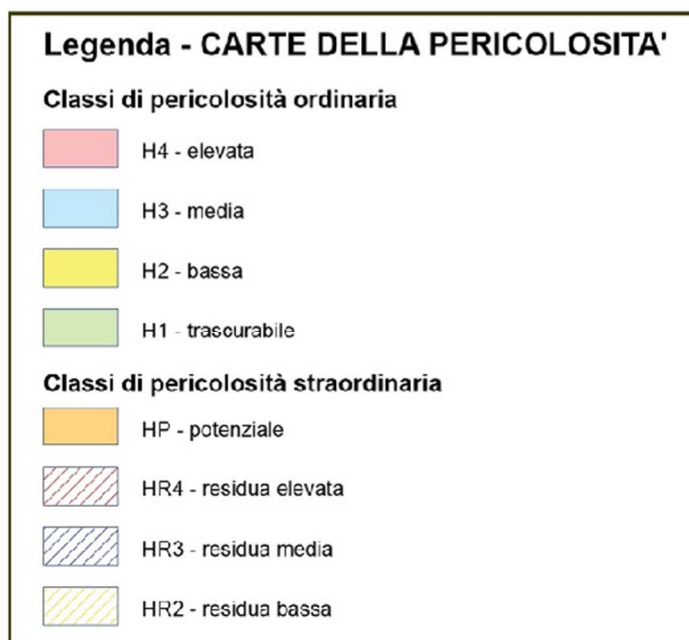 Legenda - CARTE DELLA PERICOLOSITA'
Classi di pericolosità ordinaria
H4 - elevata
H3 - media
H2 - bassa
H1 - trascurabile
Classi di pericolosità straordinaria
HP - potenziale
HR4 - residua elevata
HR3 - residua media
HR2 - residua bassa